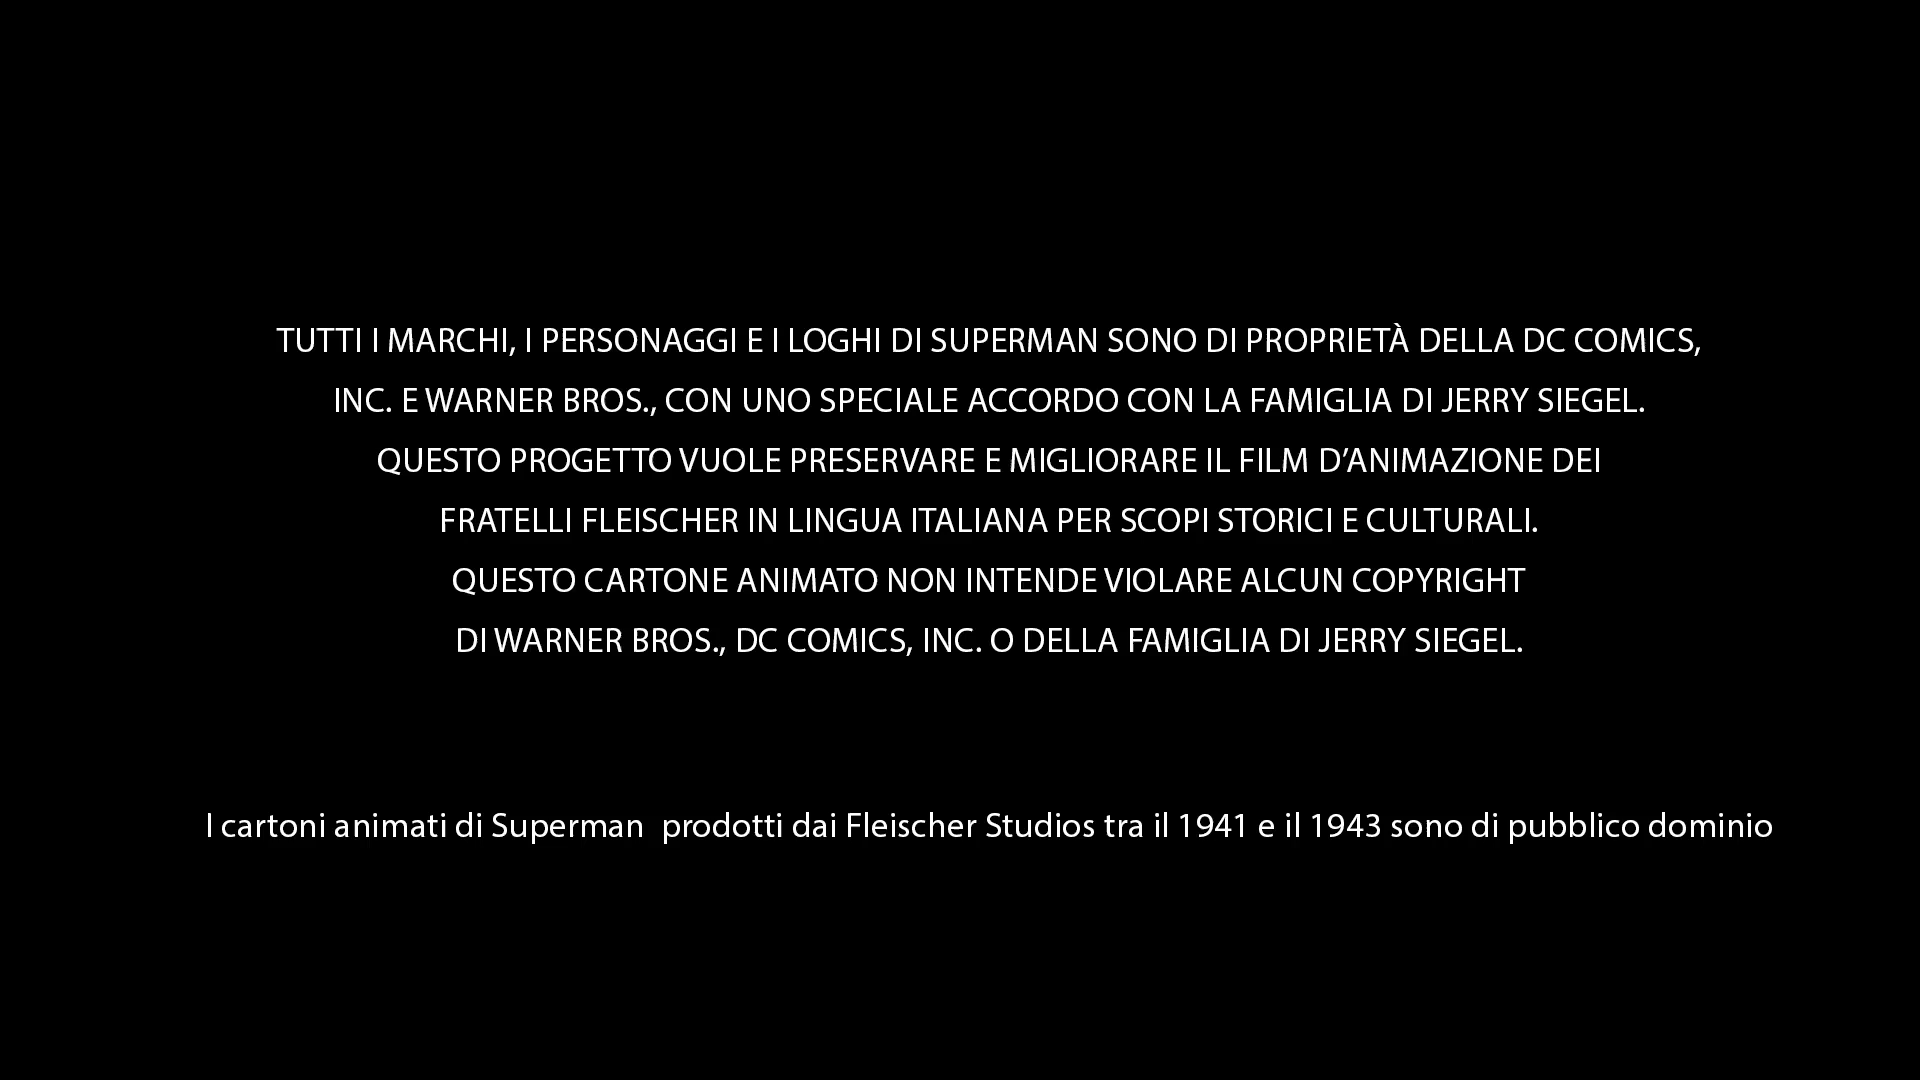 TUTTI I MARCHI, I PERSONAGGI E I LOGHI DI SUPERMAN SONO DI PROPRIETÀ DELLA DC COMICS,
INC. E WARNER BROS., CON UNO SPECIALE ACCORDO CON LA FAMIGLIA DI JERRY SIEGEL.
QUESTO PROGETTO VUOLE PRESERVARE E MIGLIORARE IL FILM D’ANIMAZIONE DEI
FRATELLI FLEISCHER IN LINGUA ITALIANA PER SCOPI STORICI E CULTURALI.
QUESTO CARTONE ANIMATO NON INTENDE VIOLARE ALCUN COPYRIGHT
DI WARNER BROS., DC COMICS, INC. O DELLA FAMIGLIA DI JERRY SIEGEL.
I cartoni animati di Superman  prodotti dai Fleischer Studios tra il 1941 e il 1943 sono di pubblico dominio